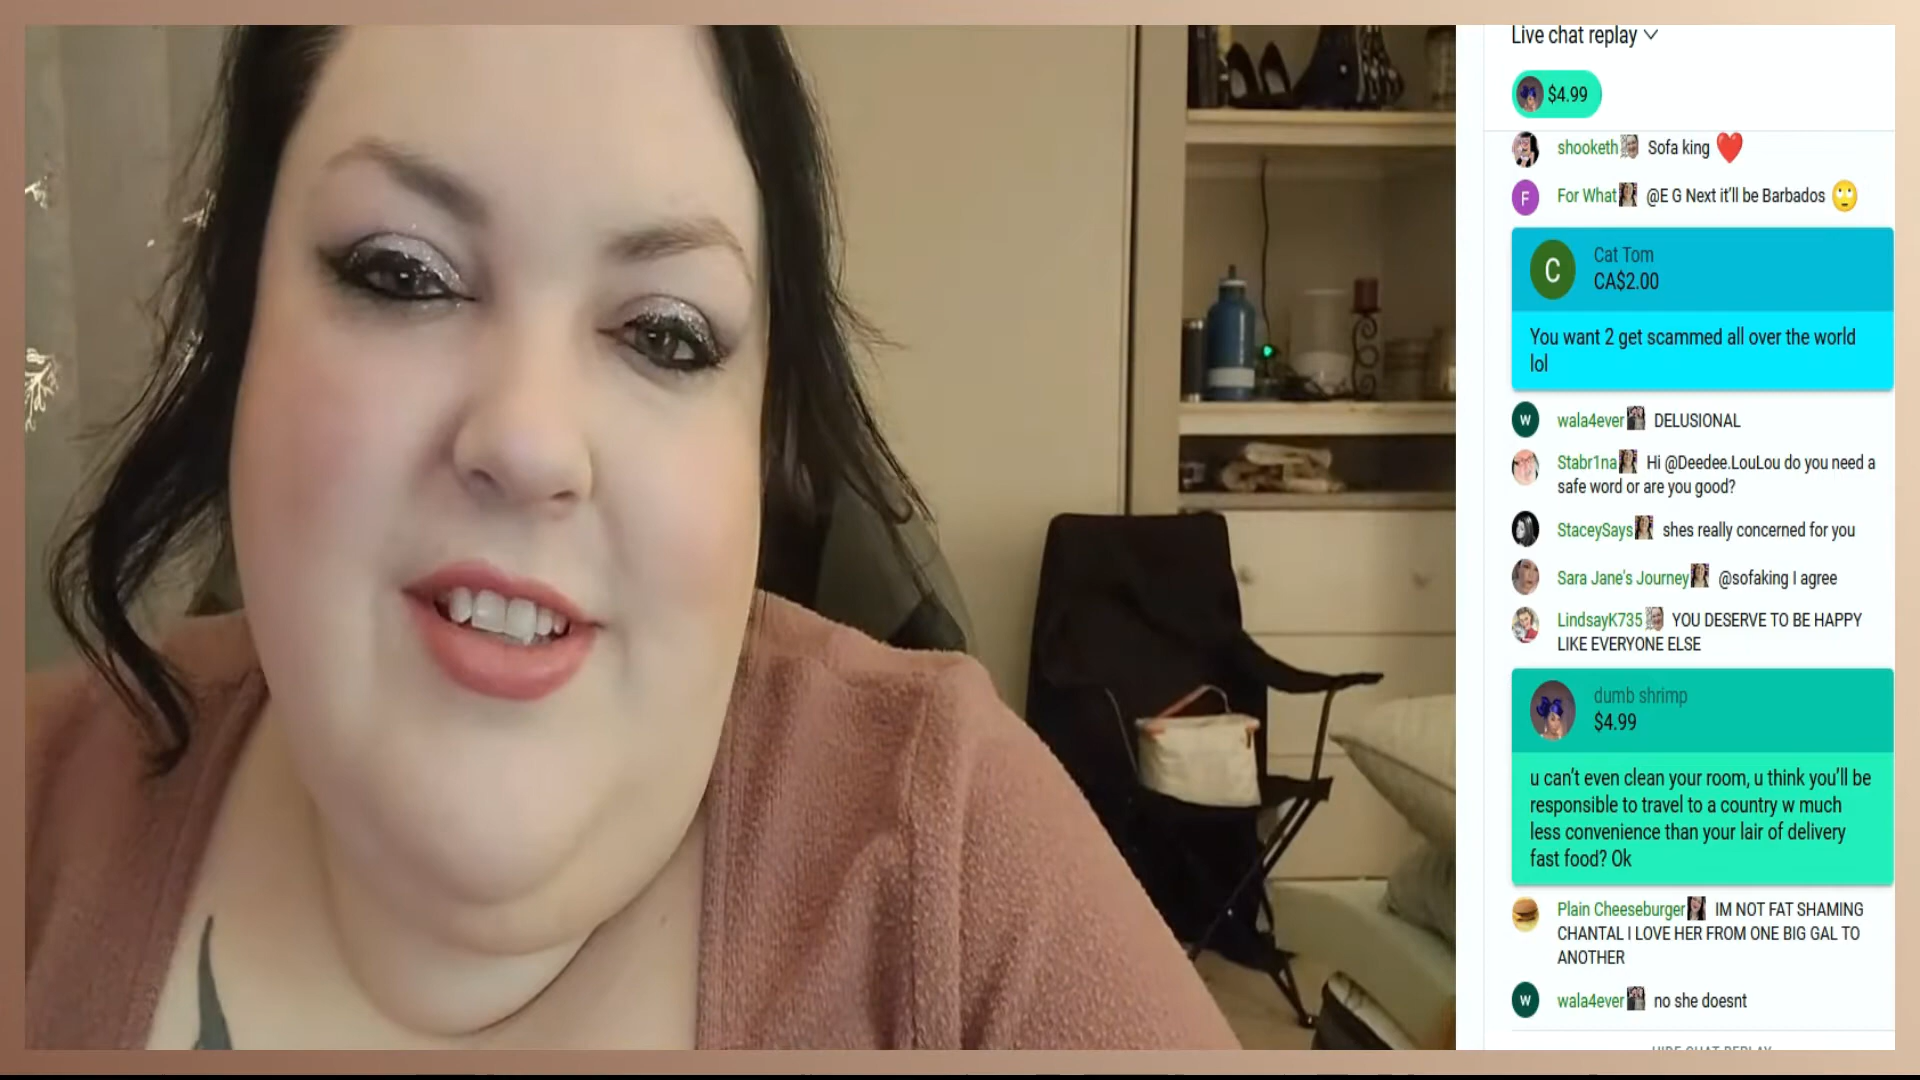 Live chat replay
$4.99
shooketh Sofa king
For What @E G Next it'll be Barbados
C
Cat Tom
CA$2.00
You want 2 get scammed all over the world
lol
wala4ever DELUSIONAL
Stabr1na Hi @Deedee.LouLou do you need a
safe word or are you good?
StaceySays shes really concerned for you
Sara Jane's Journey @sofaking I agree
LindsayK735 YOU DESERVE TO BE HAPPY
LIKE EVERYONE ELSE
dumb shrimp
$4.99
u can't even clean your room, u think you'll be
responsible to travel to a country w much
less convenience than your lair of delivery
fast food? Ok
Plain Cheeseburger IM NOT FAT SHAMING
CHANTAL I LOVE HER FROM ONE BIG GAL TO
ANOTHER
wala4ever no she doesnt
HIDE CHAT REPLAY